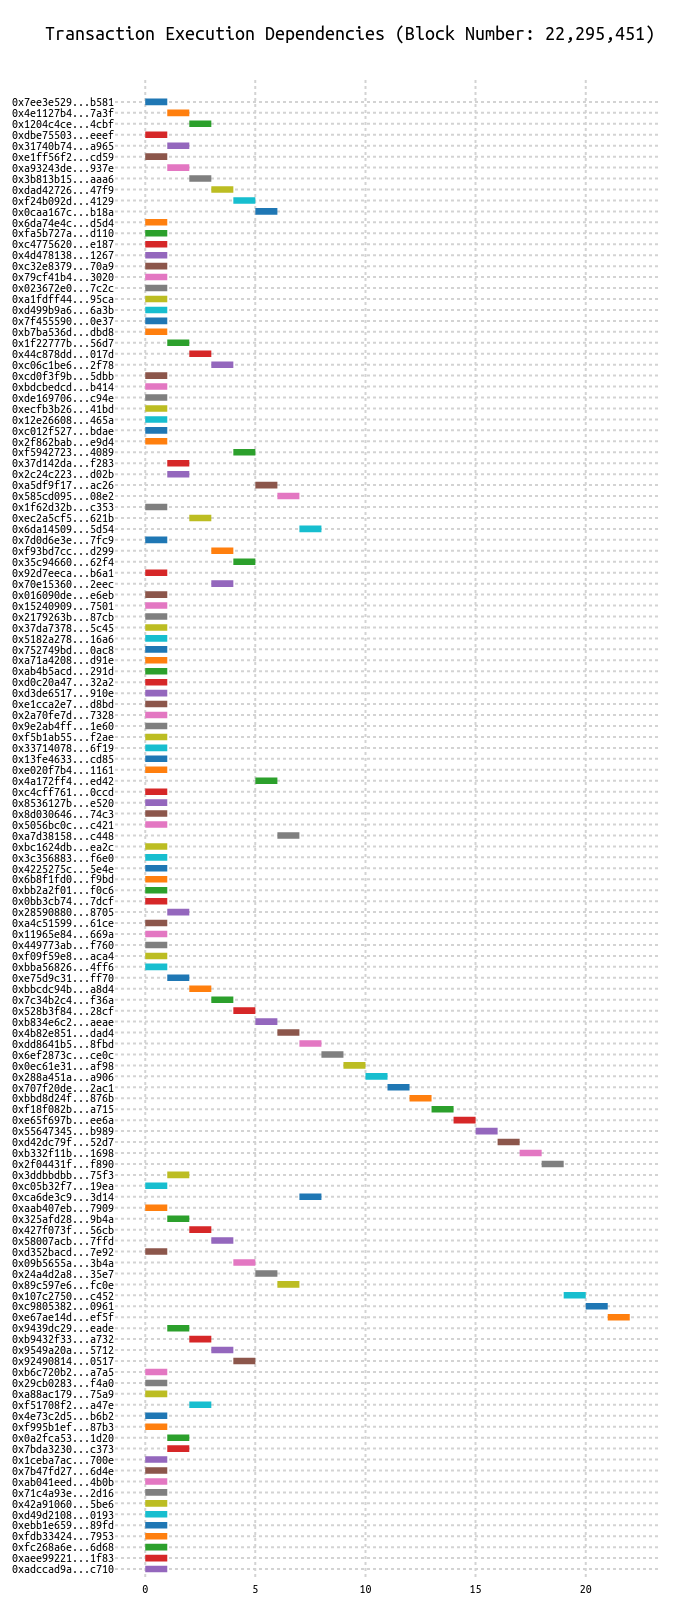 Transaction Execution Dependencies (Block Number: 22,295,451)
0x7ee3e529...b581
0x4e1127b4...7a3f
0x1204c4ce...4cbf
0xdbe75503...eeef
0x31740b74...a965
0xe1ff56f2...cd59
0xa93243de...937e
0x3b813b15...aaa6
0xdad42726...47f9
0xf24b092d...4129
0x0caa167c...b18a
0x6da74e4c...d5d4
0xfa5b727a...d110
0xc4775620...e187
0x4d478138...1267
0xc32e8379...70a9
0x79cf41b4...3020
0x023672e0...7c2c
0xa1fdff44...95ca
0xd499b9a6...6a3b
0x7f455590...0e37
0xb7ba536d...dbd8
0x1f22777b...56d7
0x44c878dd...017d
0xc06c1be6...2f78
0xcd0f3f9b...5dbb
0xbdcbedcd...b414
0xde169706...c94e
0xecfb3b26...41bd
0x12e26608...465a
0xc012f527...bdae
0x2f862bab...e9d4
0xf5942723...4089
0x37d142da...f283
0x2c24c223...d02b
0xa5df9f17...ac26
0x585cd095...08e2
0x1f62d32b...c353
0xec2a5cf5...621b
0x6da14509...5d54
0x7d0d6e3e...7fc9
0xf93bd7cc...d299
0x35c94660...62f4
0x92d7eeca...b6a1
0x70e15360...2eec
0x016090de...e6eb
0x15240909...7501
0x2179263b...87cb
0x37da7378...5c45
0x5182a278...16a6
0x752749bd...0ac8
0xa71a4208...d91e
0xab4b5acd...291d
0xd0c20a47...32a2
0xd3de6517...910e
0xe1cca2e7...d8bd
0x2a70fe7d...7328
0x9e2ab4ff...1e60
0xf5b1ab55...f2ae
0x33714078...6f19
0x13fe4633...cd85
0xe020f7b4...1161
0x4a172ff4...ed42
0xc4cff761...0ccd
0x8536127b...e520
0x8d030646...74c3
0x5056bc0c...c421
0xa7d38158...c448
0xbc1624db...ea2c
0x3c356883...f6e0
0x4225275c...5e4e
0x6b8f1fd0...f9bd
0xbb2a2f01...f0c6
0x0bb3cb74...7dcf
0x28590880...8705
0xa4c51599...61ce
0x11965e84...669a
0x449773ab...f760
0xf09f59e8...aca4
0xbba56826...4ff6
0xe75d9c31...ff70
0xbbcdc94b...a8d4
0x7c34b2c4...f36a
0x528b3f84...28cf
0xb834e6c2...aeae
0x4b82e851...dad4
0xdd8641b5...8fbd
0x6ef2873c...ce0c
0x0ec61e31...af98
0x288a451a...a906
0x707f20de...2ac1
0xbbd8d24f...876b
0xf18f082b...a715
0xe65f697b...ee6a
0x55647345...b989
0xd42dc79f...52d7
0xb332f11b...1698
0x2f04431f...f890
0x3ddbbdbb...75f3
0xc05b32f7...19ea
0xca6de3c9...3d14
0xaab407eb...7909
0x325afd28...9b4a
0x427f073f...56cb
0x58007acb...7ffd
0xd352bacd...7e92
0x09b5655a...3b4a
0x24a4d2a8...35e7
0x89c597e6...fc0e
0x107c2750...c452
0xc9805382...0961
0xe67ae14d...ef5f
0x9439dc29...eade
0xb9432f33...a732
0x9549a20a...5712
0x92490814...0517
0xb6c720b2...a7a5
0x29cb0283...f4a0
0xa88ac179...75a9
0xf51708f2...a47e
0x4e73c2d5...b6b2
0xf995b1ef...87b3
0x0a2fca53...1d20
0x7bda3230...c373
0x1ceba7ac...700e
0x7b47fd27...6d4e
0xab041eed...4b0b
0x71c4a93e...2d16
0x42a91060...5be6
0xd49d2108...0193
0xebb1e659...89fd
0xfdb33424...7953
0xfc268a6e...6d68
0xaee99221...1f83
0xadccad9a...c710
0 5 10 15 20